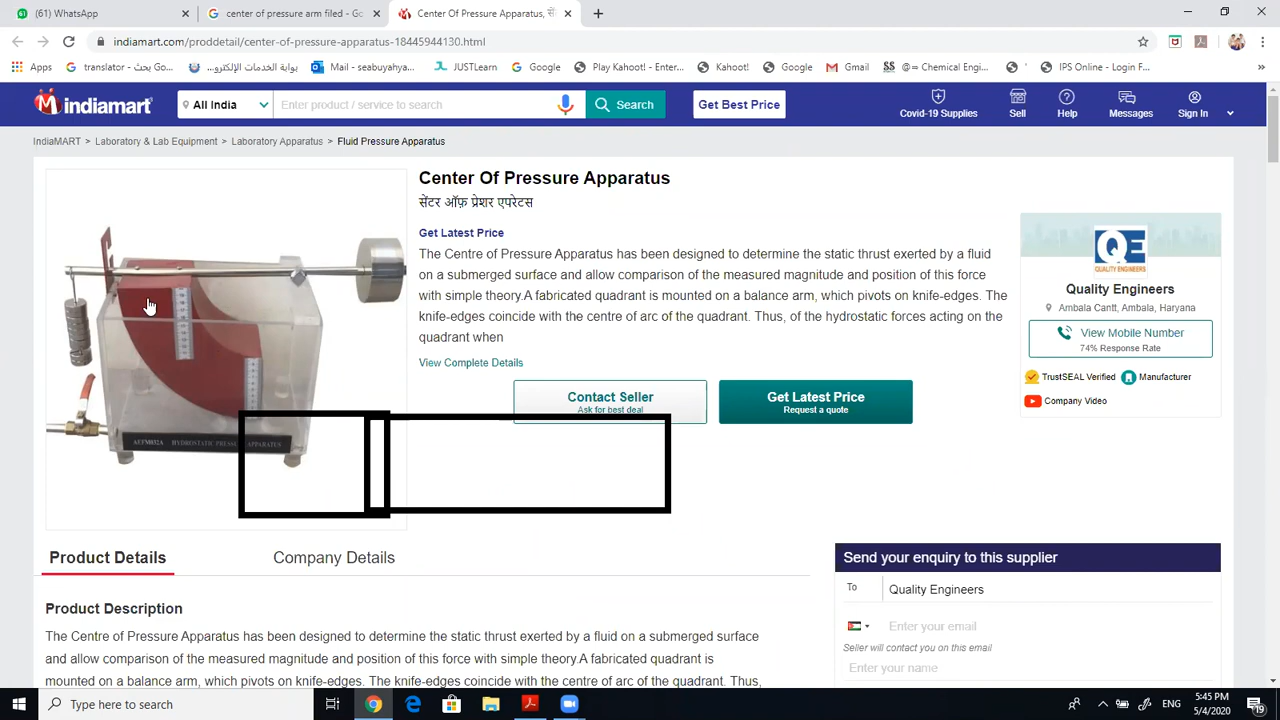 (61) WhatsApp
center of pressure arm filed - Go
Center Of Pressure Apparatus, सें
indiamart.com/proddetail/center-of-pressure-apparatus-18445944130.html
Apps
translator - بحث G
بوابة الخدمات الإلكترو...
Mail - seabuyahya...
JUSTLearn
Google
Play Kahoot! - Enter...
Kahoot!
Google
Gmail
@= Chemical Engi...
IPS Online - Login F...
indiamart
All India
Enter product / service to search
Search
Get Best Price
Covid-19 Supplies
Sell
Help
Messages
Sign In
IndiaMART > Laboratory & Lab Equipment > Laboratory Apparatus > Fluid Pressure Apparatus
AEFM032A HYDROSTATIC PRESSURE APPARATUS
Center Of Pressure Apparatus
सेंटर ऑफ़ प्रेशर एपरेटस
Get Latest Price
The Centre of Pressure Apparatus has been designed to determine the static thrust exerted by a fluid
on a submerged surface and allow comparison of the measured magnitude and position of this force
with simple theory.A fabricated quadrant is mounted on a balance arm, which pivots on knife-edges. The
knife-edges coincide with the centre of arc of the quadrant. Thus, of the hydrostatic forces acting on the
quadrant when
View Complete Details
Contact Seller
Ask for best deal
Get Latest Price
Request a quote
QE
QUALITY ENGINEERS
Quality Engineers
Ambala Cantt, Ambala, Haryana
View Mobile Number
74% Response Rate
TrustSEAL Verified
Manufacturer
Company Video
Product Details
Company Details
Product Description
The Centre of Pressure Apparatus has been designed to determine the static thrust exerted by a fluid on a submerged surface
and allow comparison of the measured magnitude and position of this force with simple theory.A fabricated quadrant is
mounted on a balance arm, which pivots on knife-edges. The knife-edges coincide with the centre of arc of the quadrant. Thus,
Send your enquiry to this supplier
To
Quality Engineers
Enter your email
Seller will contact you on this email
Enter your name
Type here to search
ENG
5:45 PM
5/4/2020
19